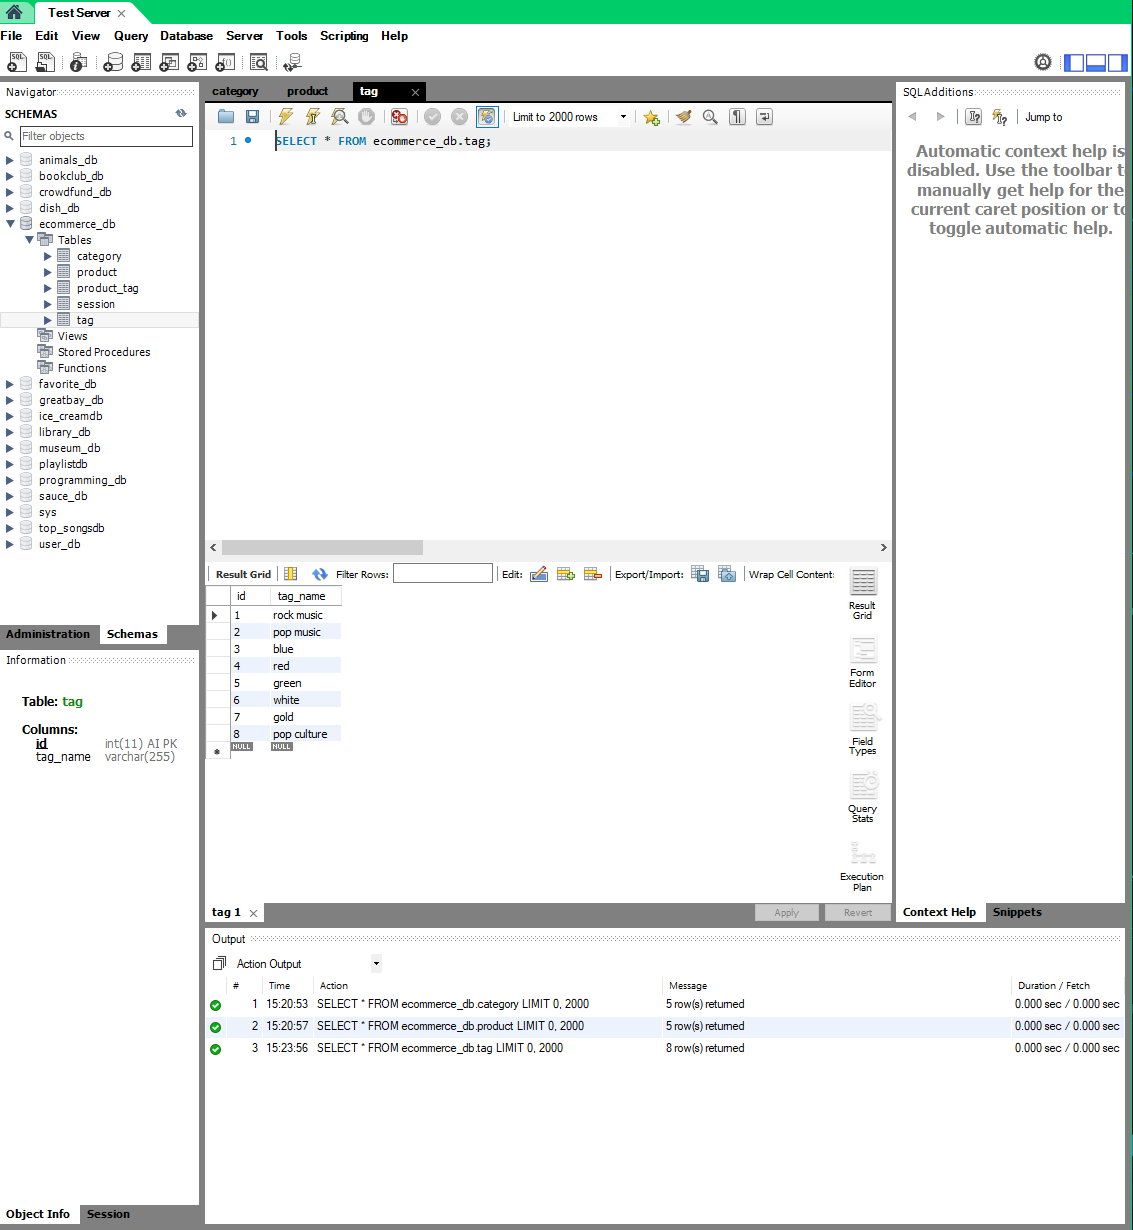 Test Server
File Edit View Query Database Server Tools Scripting Help
Navigator
SCHEMAS
Filter objects
animals_db
bookclub_db
crowdfund_db
dish_db
ecommerce_db
Tables
category
product
product_tag
session
tag
Views
Stored Procedures
Functions
favorite_db
greatbay_db
ice_creamdb
library_db
museum_db
playlistdb
programming_db
sauce_db
sys
top_songsdb
user_db
Administration Schemas
Information
Table: tag
Columns:
id int(11) AI PK
tag_name varchar(255)
Object Info Session
category product tag
Limit to 2000 rows
1 SELECT * FROM ecommerce_db.tag;
Result Grid Filter Rows: Edit: Export/Import: Wrap Cell Content:
id tag_name
1 rock music
2 pop music
3 blue
4 red
5 green
6 white
7 gold
8 pop culture
NULL NULL
Result
Grid
Form
Editor
Field
Types
Query
Stats
Execution
Plan
tag 1 Apply Revert
SQLAdditions
Jump to
Automatic context help is
disabled. Use the toolbar t
manually get help for the
current caret position or to
toggle automatic help.
Context Help Snippets
Output
Action Output
# Time Action Message Duration / Fetch
1 15:20:53 SELECT * FROM ecommerce_db.category LIMIT 0, 2000 5 row(s) returned 0.000 sec / 0.000 sec
2 15:20:57 SELECT * FROM ecommerce_db.product LIMIT 0, 2000 5 row(s) returned 0.000 sec / 0.000 sec
3 15:23:56 SELECT * FROM ecommerce_db.tag LIMIT 0, 2000 8 row(s) returned 0.000 sec / 0.000 sec